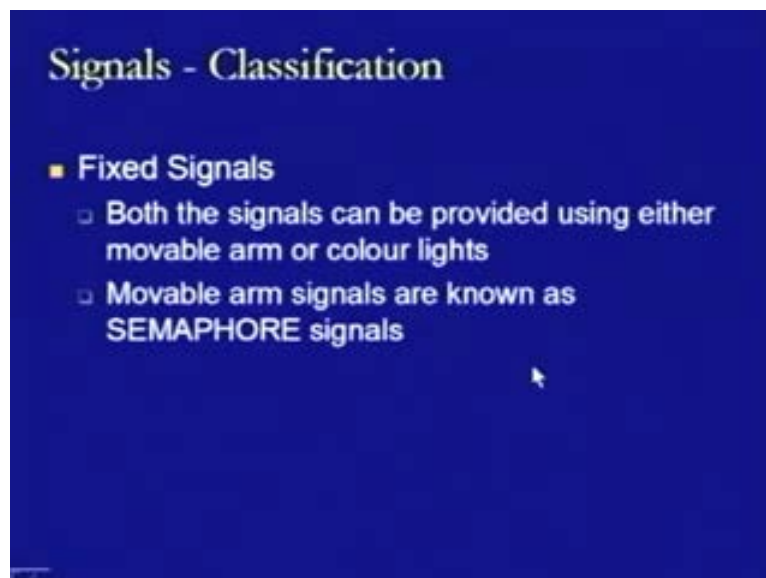 Signals - Classification
Fixed Signals
Both the signals can be provided using either
movable arm or colour lights
Movable arm signals are known as
SEMAPHORE signals